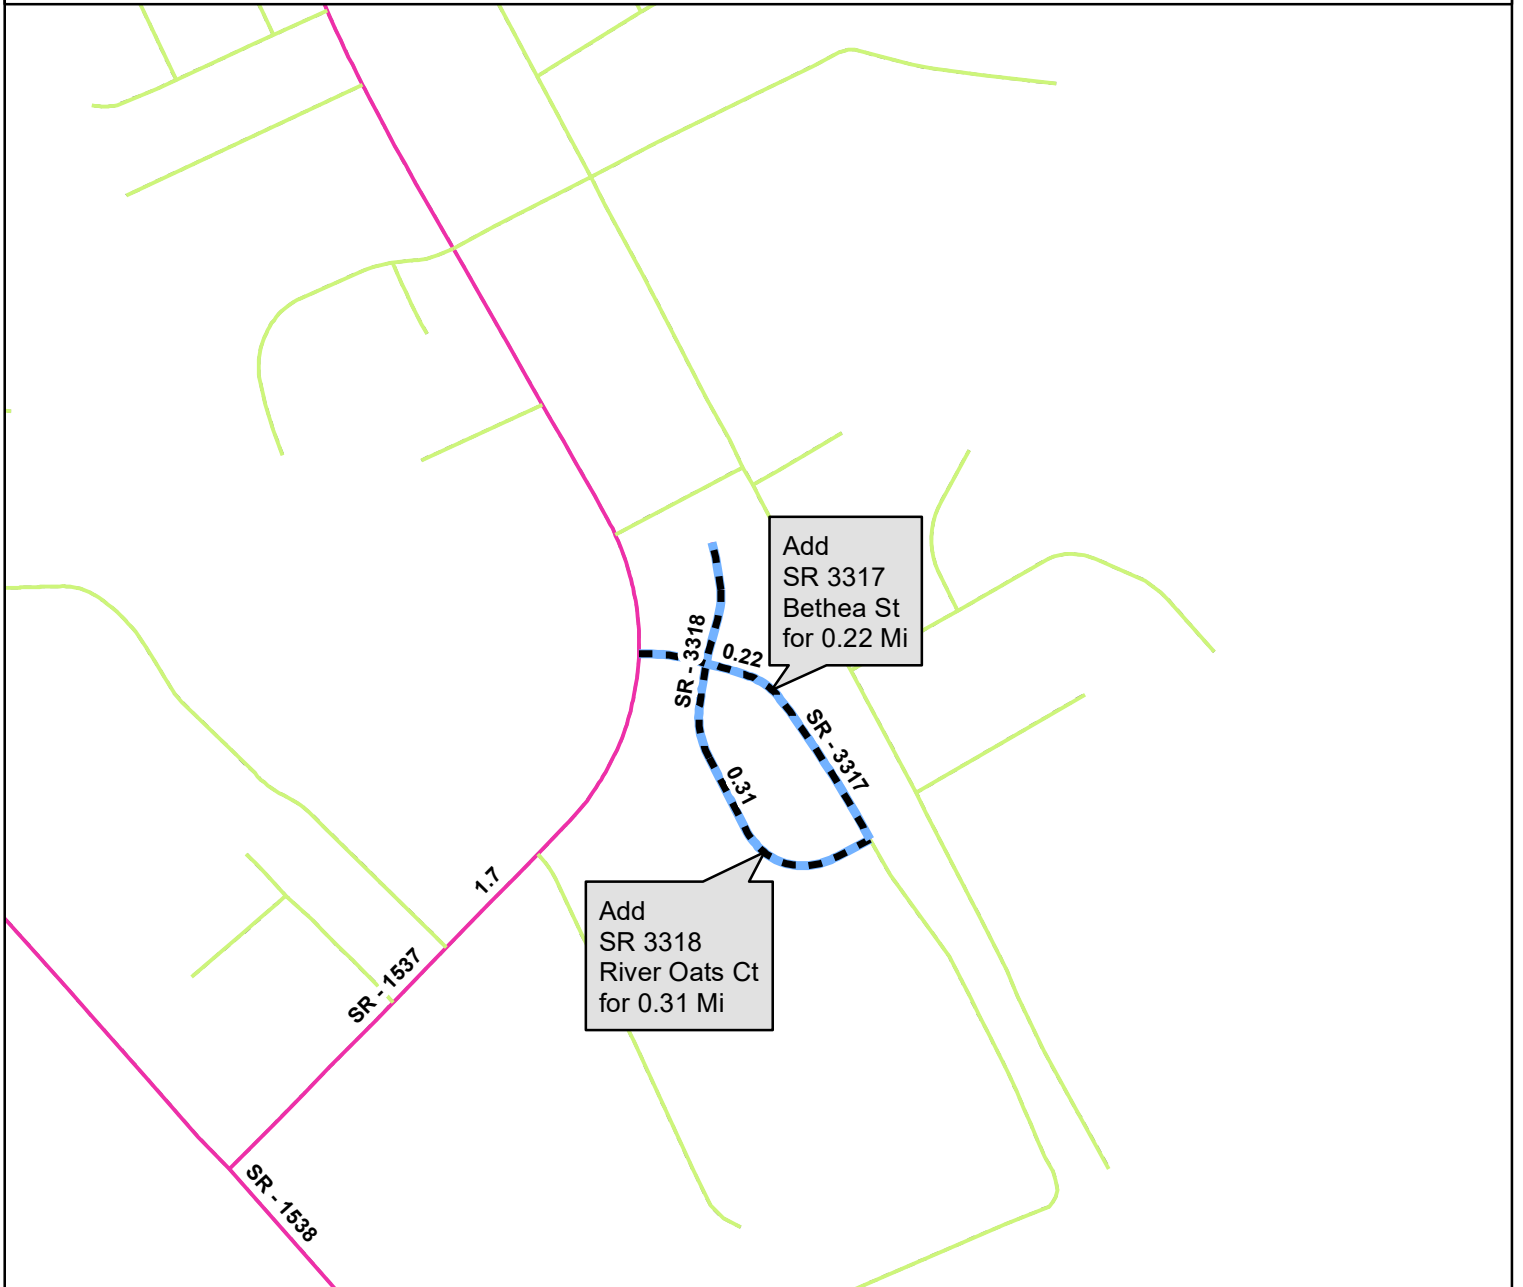 Add
SR 3317
Bethea St
for 0.22 Mi
SR - 3318
0.22
SR - 3317
0.31
1.7
Add
SR 3318
River Oats Ct
for 0.31 Mi
SR - 1537
SR - 1538